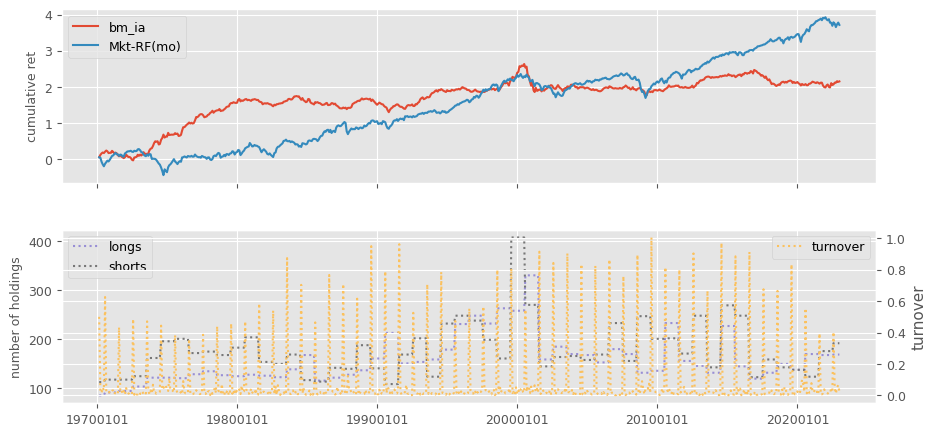 4
3
2
1
0
cumulative ret
bm_ia
Mkt-RF(mo)
400
300
200
100
number of holdings
longs
shorts
turnover
1.0
0.8
0.6
0.4
0.2
0.0
turnover
19700101
19800101
19900101
20000101
20100101
20200101